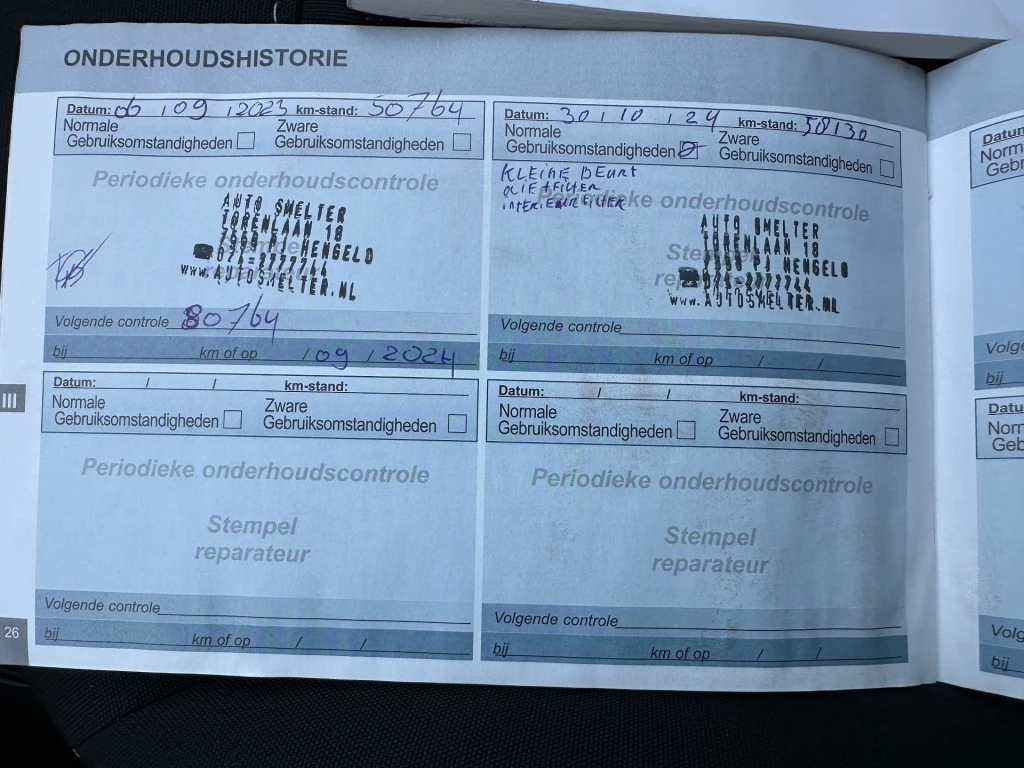 ONDERHOUDSHISTORIE
Datum: 06 / 09 / 2023 km-stand: 50764
Normale Gebruiksomstandigheden
Zware Gebruiksomstandigheden
Periodieke onderhoudscontrole
AUTO SMELTER
TORENLAAN 18
HENGELO
www.AUTOSMELTER.NL
Volgende controle 80764
bij km of op / 09 / 2024
Datum: 30 / 10 / 24 km-stand: 58130
Normale Gebruiksomstandigheden
Zware Gebruiksomstandigheden
KLEINE BEURT
OLIE + FILTER
INTERIEURFILTER
Periodieke onderhoudscontrole
AUTO SMELTER
TORENLAAN 18
HENGELO
www.AUTOSMELTER.NL
Volgende controle
bij km of op / /
Datum: / / km-stand:
Normale Gebruiksomstandigheden
Zware Gebruiksomstandigheden
Periodieke onderhoudscontrole
Stempel
reparateur
Volgende controle
bij km of op / /
Datum: / / km-stand:
Normale Gebruiksomstandigheden
Zware Gebruiksomstandigheden
Periodieke onderhoudscontrole
Stempel
reparateur
Volgende controle
bij km of op / /
III
26
bij
bij